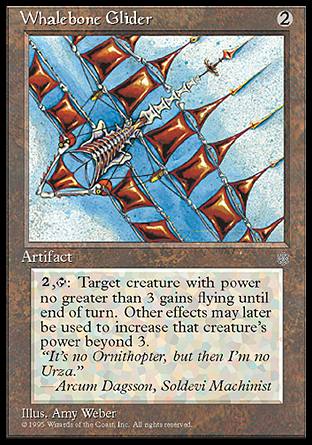 Whalebone Glider 2
Artifact
2,T: Target creature with power
no greater than 3 gains flying until
end of turn. Other effects may later
be used to increase that creature's
power beyond 3.
"It's no Ornithopter, but then I'm no
Urza."
—Arcum Dagsson, Soldevi Machinist
Illus. Amy Weber
© 1995 Wizards of the Coast, Inc. All rights reserved.